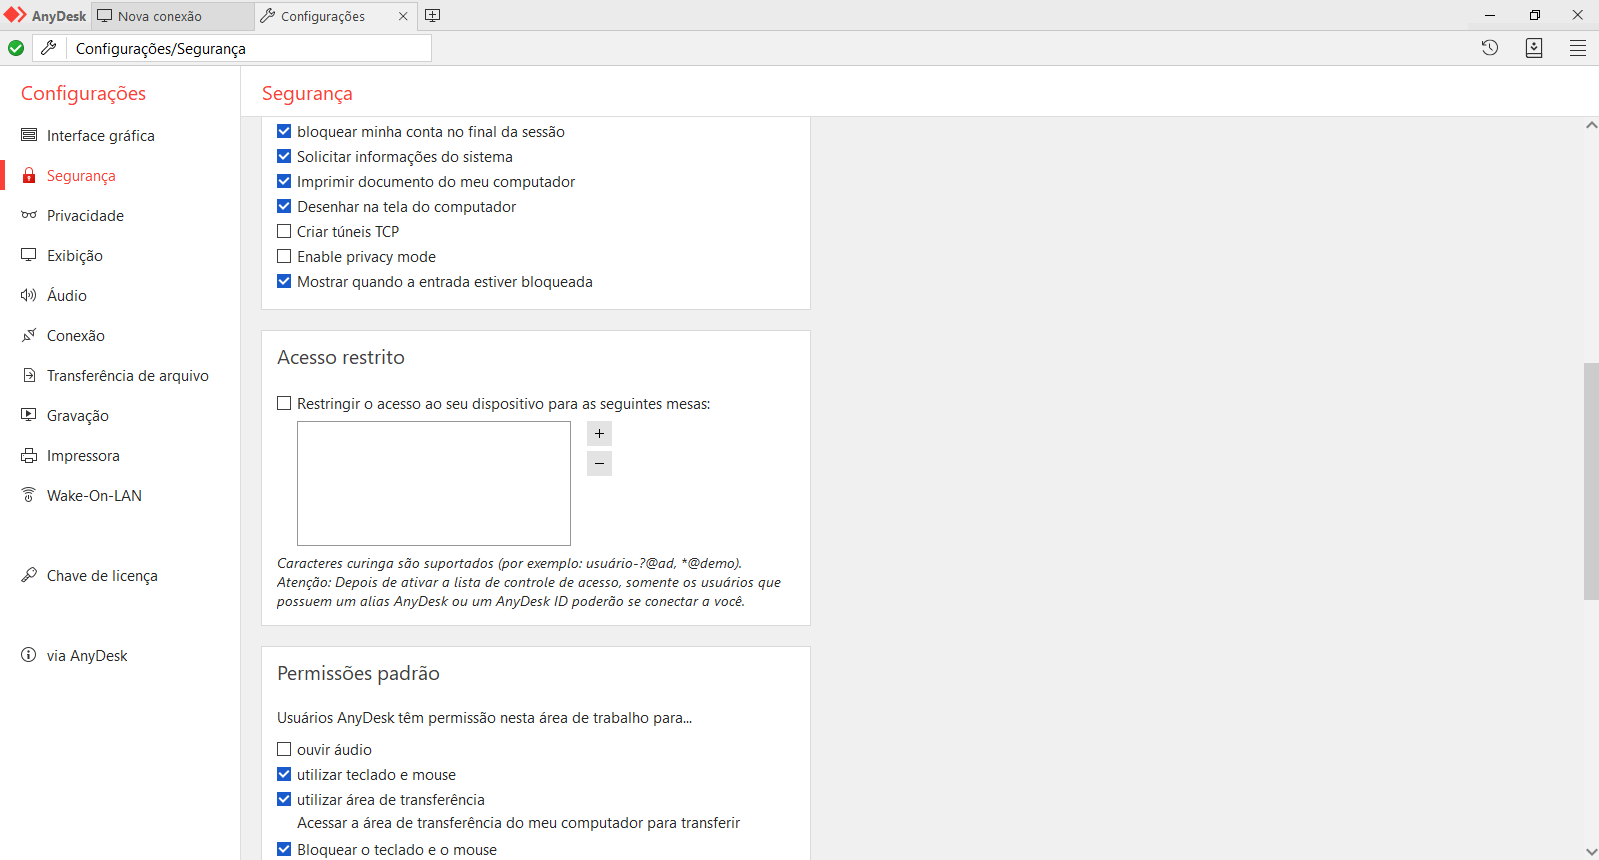 AnyDesk
Nova conexão
Configurações
Configurações/Segurança
Configurações
Interface gráfica
Segurança
Privacidade
Exibição
Áudio
Conexão
Transferência de arquivo
Gravação
Impressora
Wake-On-LAN
Chave de licença
via AnyDesk
Segurança
bloquear minha conta no final da sessão
Solicitar informações do sistema
Imprimir documento do meu computador
Desenhar na tela do computador
Criar túneis TCP
Enable privacy mode
Mostrar quando a entrada estiver bloqueada
Acesso restrito
Restringir o acesso ao seu dispositivo para as seguintes mesas:
+
−
Caracteres curinga são suportados (por exemplo: usuário-?@ad, *@demo).
Atenção: Depois de ativar a lista de controle de acesso, somente os usuários que
possuem um alias AnyDesk ou um AnyDesk ID poderão se conectar a você.
Permissões padrão
Usuários AnyDesk têm permissão nesta área de trabalho para...
ouvir áudio
utilizar teclado e mouse
utilizar área de transferência
Acessar a área de transferência do meu computador para transferir
Bloquear o teclado e o mouse